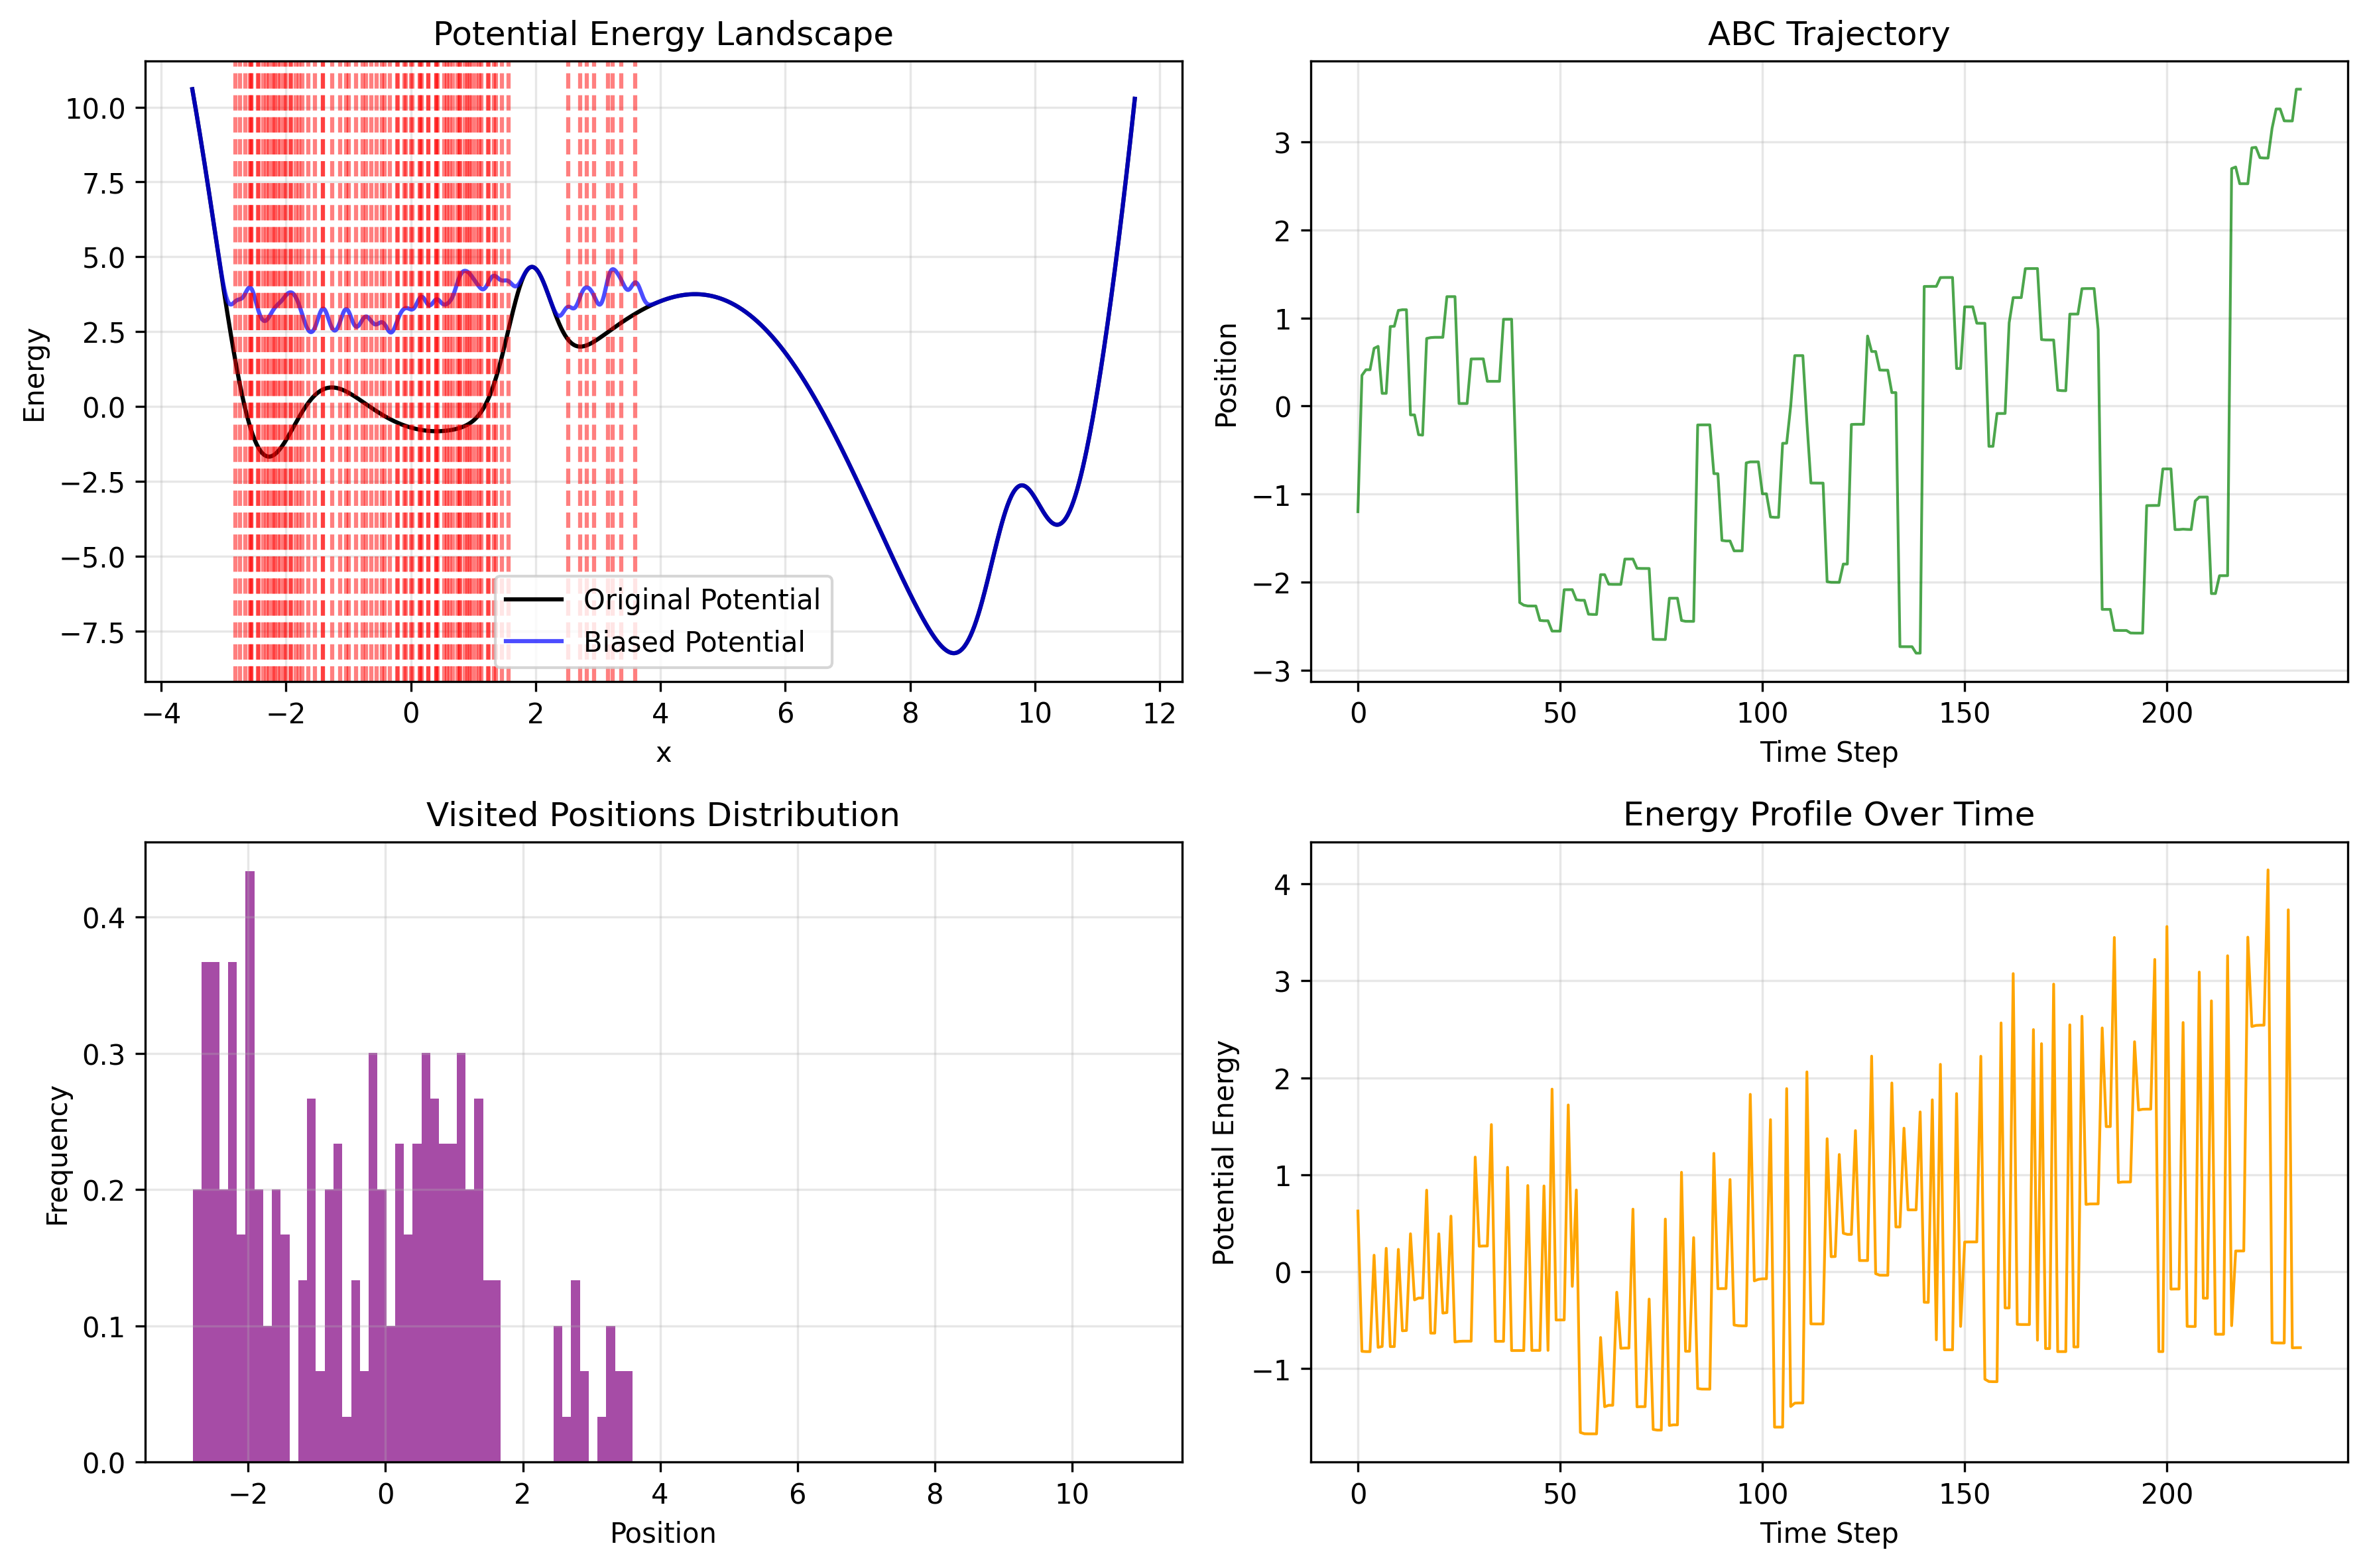 Potential Energy Landscape
10.0
7.5
5.0
2.5
0.0
−2.5
−5.0
−7.5
Energy
Original Potential
Biased Potential
−4 −2 0 2 4 6 8 10 12
x
ABC Trajectory
3
2
1
0
−1
−2
−3
Position
0 50 100 150 200
Time Step
Visited Positions Distribution
0.4
0.3
0.2
0.1
0.0
Frequency
−2 0 2 4 6 8 10
Position
Energy Profile Over Time
4
3
2
1
0
−1
Potential Energy
0 50 100 150 200
Time Step